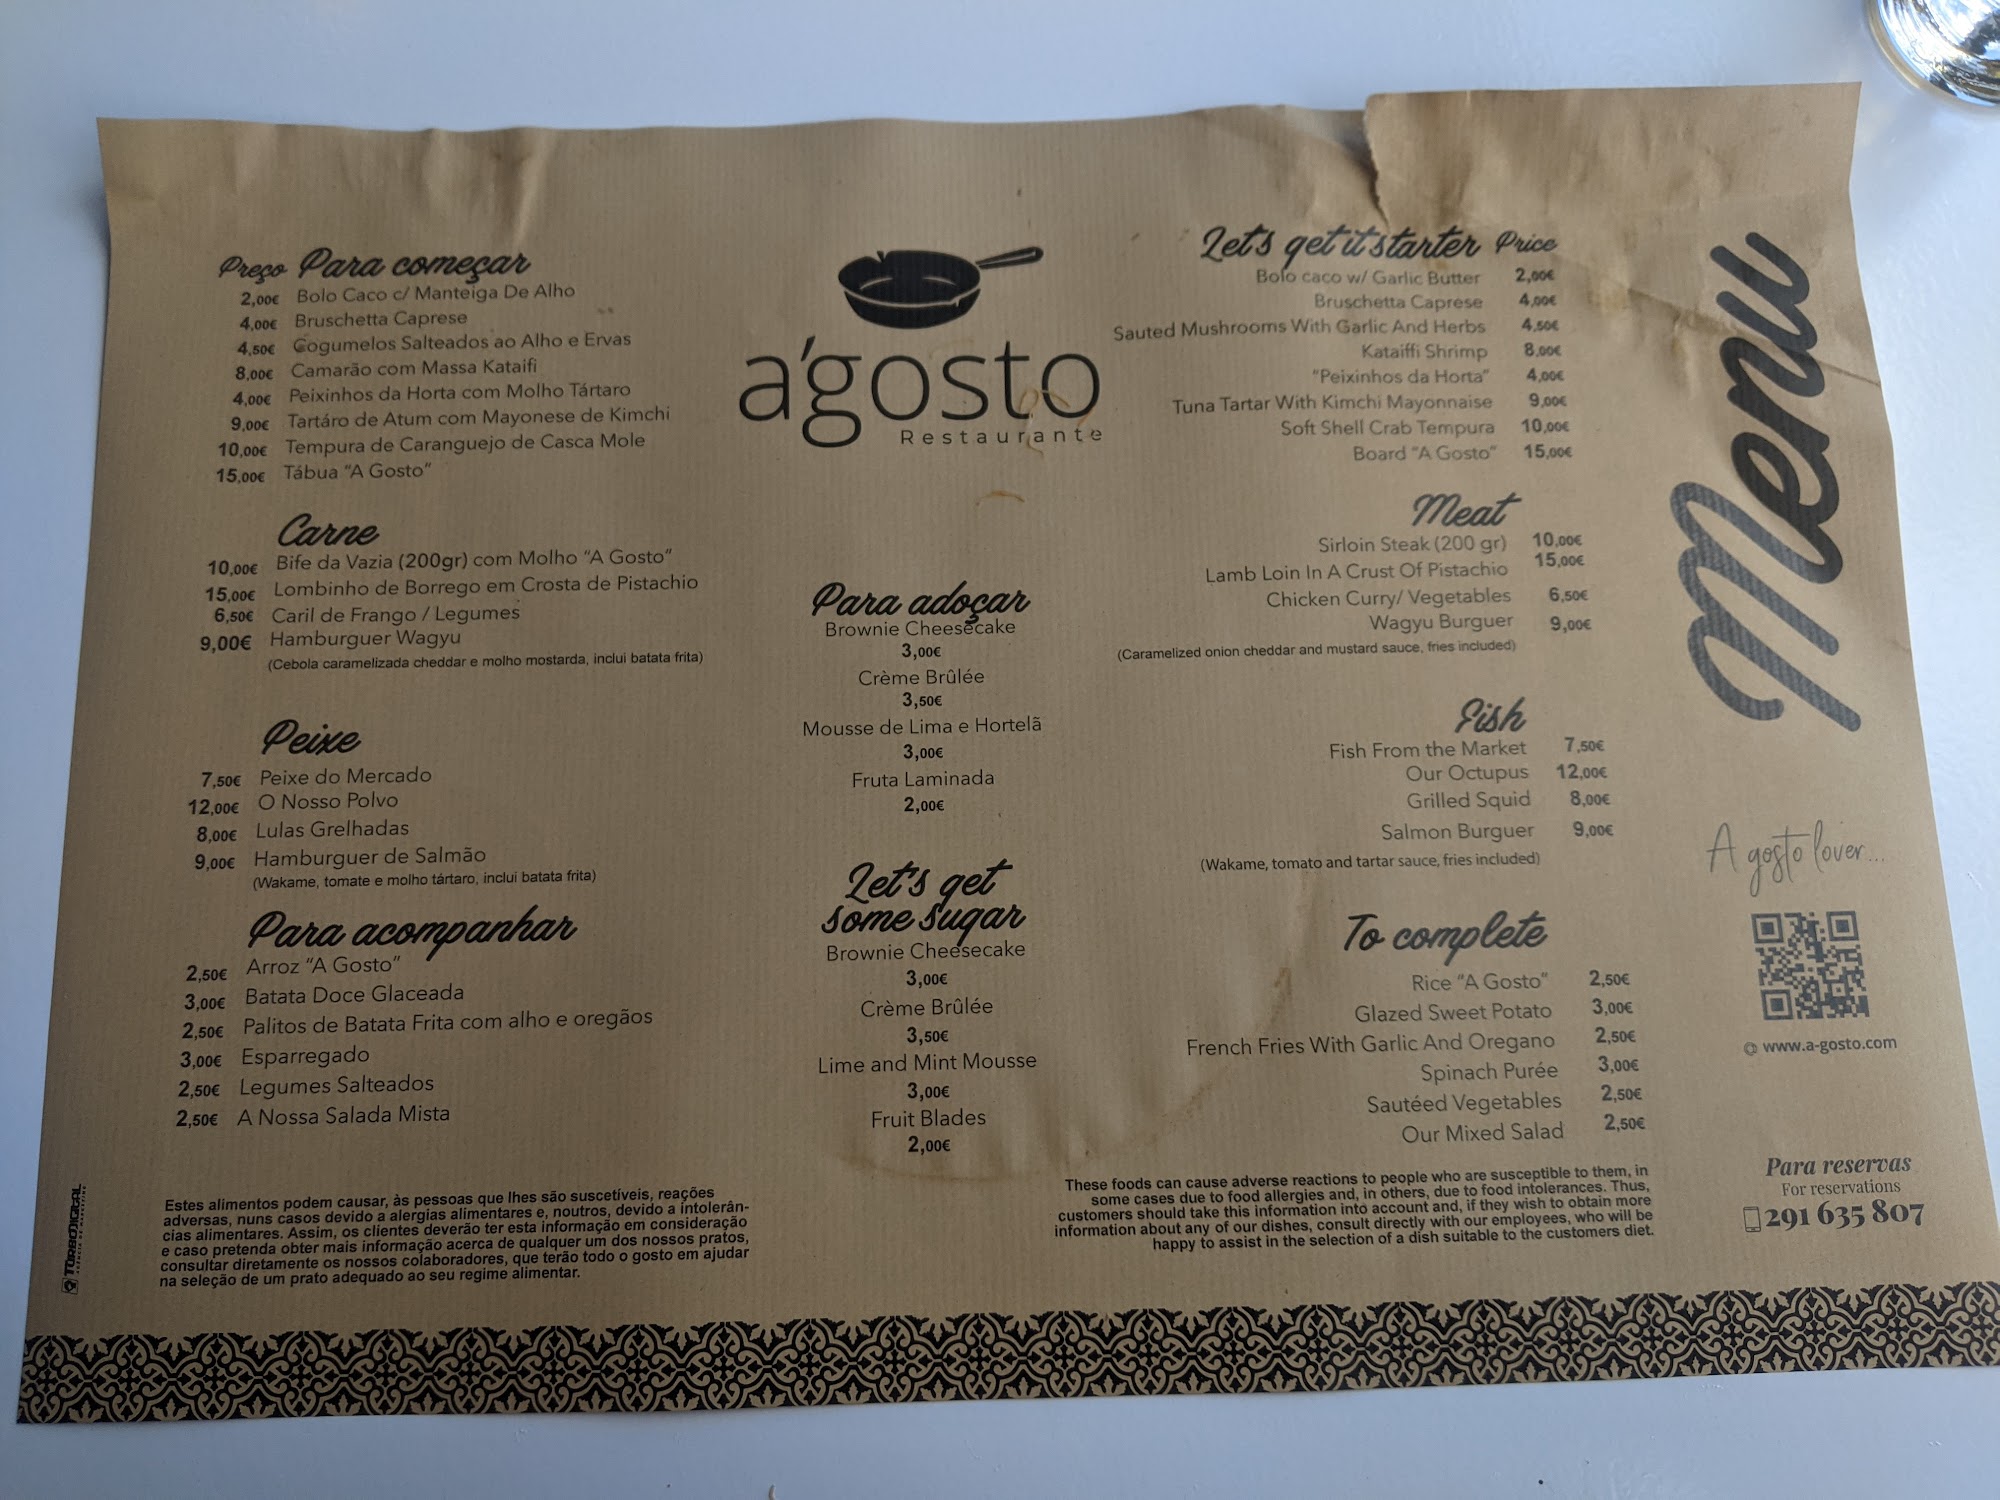 Preço Para começar
2,00€ Bolo Caco c/ Manteiga De Alho
4,00€ Bruschetta Caprese
4,50€ Cogumelos Salteados ao Alho e Ervas
8,00€ Camarão com Massa Kataifi
4,00€ Peixinhos da Horta com Molho Tártaro
9,00€ Tartáro de Atum com Mayonese de Kimchi
10,00€ Tempura de Caranguejo de Casca Mole
15,00€ Tábua "A Gosto"
Carne
10,00€ Bife da Vazia (200gr) com Molho "A Gosto"
15,00€ Lombinho de Borrego em Crosta de Pistachio
6,50€ Caril de Frango / Legumes
9,00€ Hamburguer Wagyu
(Cebola caramelizada cheddar e molho mostarda, inclui batata frita)
Peixe
7,50€ Peixe do Mercado
12,00€ O Nosso Polvo
8,00€ Lulas Grelhadas
9,00€ Hamburguer de Salmão
(Wakame, tomate e molho tártaro, inclui batata frita)
Para acompanhar
2,50€ Arroz "A Gosto"
3,00€ Batata Doce Glaceada
2,50€ Palitos de Batata Frita com alho e oregãos
3,00€ Esparregado
2,50€ Legumes Salteados
2,50€ A Nossa Salada Mista
Estes alimentos podem causar, às pessoas que lhes são suscetíveis, reações
adversas, nuns casos devido a alergias alimentares e, noutros, devido a intolerân-
cias alimentares. Assim, os clientes deverão ter esta informação em consideração
e caso pretenda obter mais informação acerca de qualquer um dos nossos pratos,
consultar diretamente os nossos colaboradores, que terão todo o gosto em ajudar
na seleção de um prato adequado ao seu regime alimentar.
TURBODIGITAL
a'gosto
Restaurante
Para adoçar
Brownie Cheesecake
3,00€
Crème Brûlée
3,50€
Mousse de Lima e Hortelã
3,00€
Fruta Laminada
2,00€
Let's get
some sugar
Brownie Cheesecake
3,00€
Crème Brûlée
3,50€
Lime and Mint Mousse
3,00€
Fruit Blades
2,00€
Let's get it starter Price
Bolo caco w/ Garlic Butter 2,00€
Bruschetta Caprese 4,00€
Sauted Mushrooms With Garlic And Herbs 4,50€
Kataiffi Shrimp 8,00€
"Peixinhos da Horta" 4,00€
Tuna Tartar With Kimchi Mayonnaise 9,00€
Soft Shell Crab Tempura 10,00€
Board "A Gosto" 15,00€
Meat
Sirloin Steak (200 gr) 10,00€
Lamb Loin In A Crust Of Pistachio 15,00€
Chicken Curry/ Vegetables 6,50€
Wagyu Burguer 9,00€
(Caramelized onion cheddar and mustard sauce, fries included)
Fish
Fish From the Market 7,50€
Our Octupus 12,00€
Grilled Squid 8,00€
Salmon Burguer 9,00€
(Wakame, tomato and tartar sauce, fries included)
To complete
Rice "A Gosto" 2,50€
Glazed Sweet Potato 3,00€
French Fries With Garlic And Oregano 2,50€
Spinach Purée 3,00€
Sautéed Vegetables 2,50€
Our Mixed Salad 2,50€
These foods can cause adverse reactions to people who are susceptible to them, in
some cases due to food allergies and, in others, due to food intolerances. Thus,
customers should take this information into account and, if they wish to obtain more
information about any of our dishes, consult directly with our employees, who will be
happy to assist in the selection of a dish suitable to the customers diet.
Menu
A gosto lover...
www.a-gosto.com
Para reservas
For reservations
291 635 807